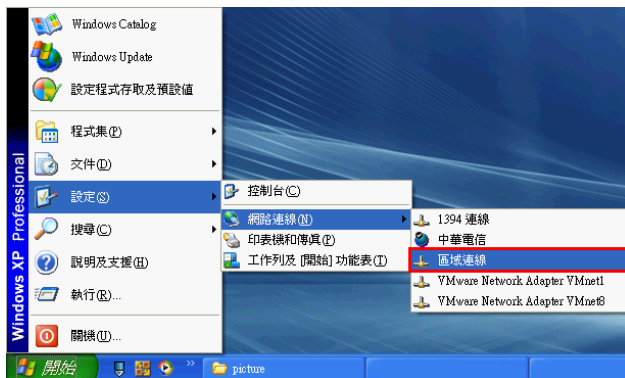 Windows Catalog
Windows Update
設定程式存取及預設值
程式集(P)
文件(D)
設定(S)
搜尋(C)
說明及支援(H)
執行(R)...
關機(U)...
Windows XP Professional
控制台(C)
網路連線(N)
印表機和傳真(P)
工作列及 [開始] 功能表(T)
1394 連線
中華電信
區域連線
VMware Network Adapter VMnet1
VMware Network Adapter VMnet8
開始
picture